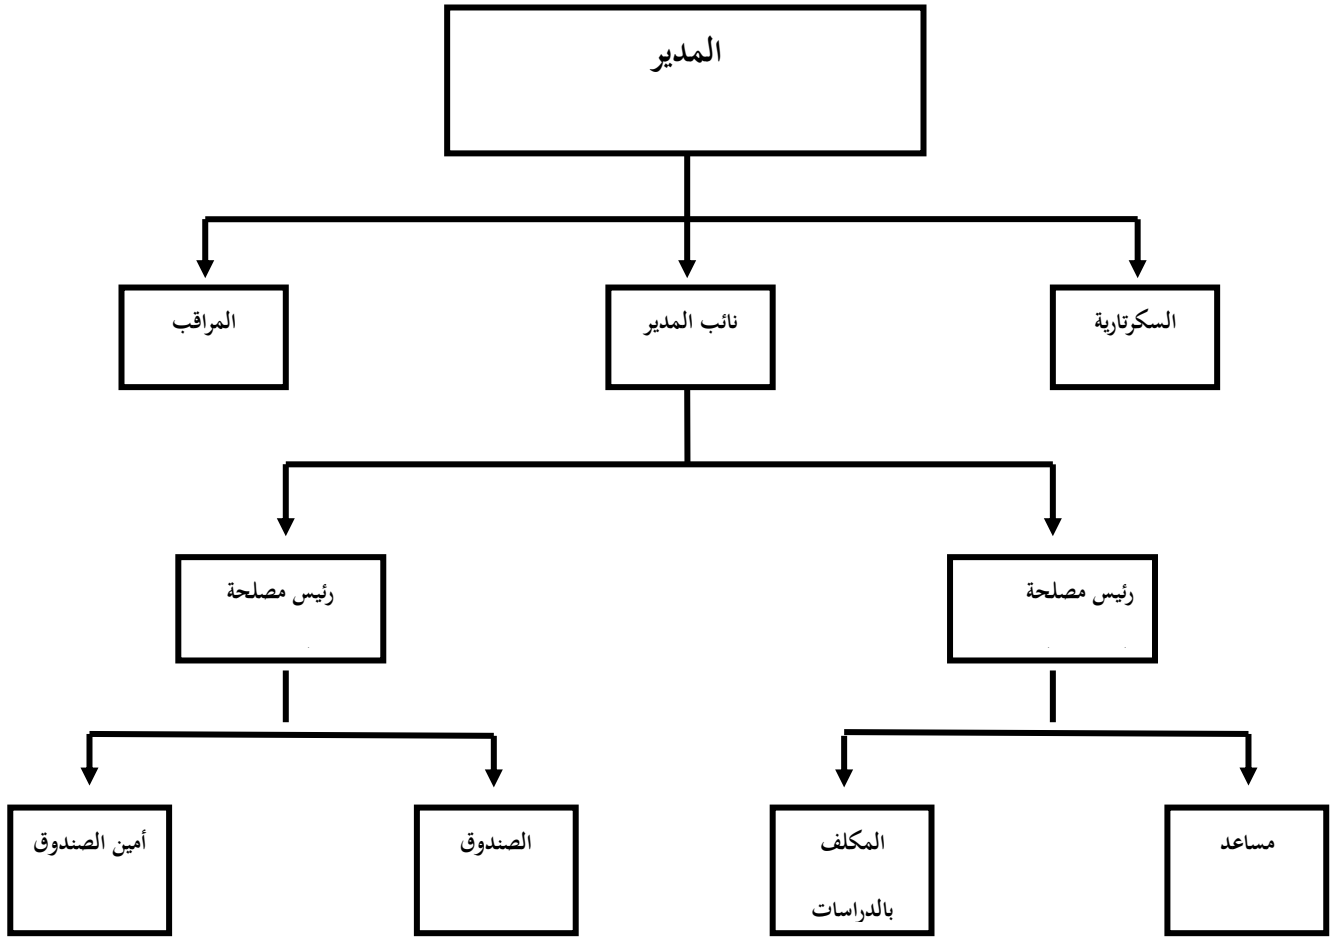 المدير
السكرتارية
نائب المدير
المراقب
رئيس مصلحة
رئيس مصلحة
مساعد
المكلف
بالدراسات
الصندوق
أمين الصندوق